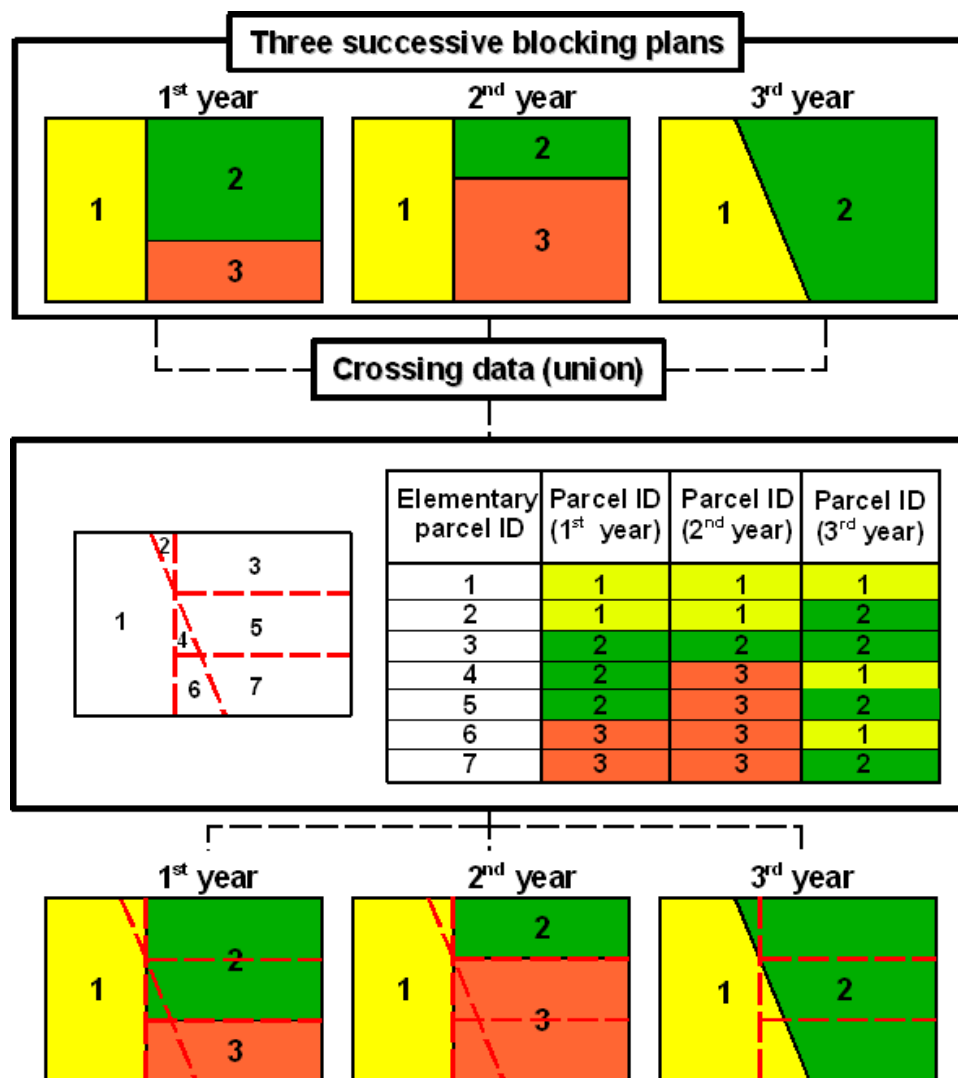 Three successive blocking plans
1st year 2nd year 3rd year
2
2
1 1 1 2
3
3
Crossing data (union)
Elementary parcel ID Parcel ID (1st year) Parcel ID (2nd year) Parcel ID (3rd year)
1 1 1 1
2 1 1 2
3 2 2 2
4 2 3 1
5 2 3 2
6 3 3 1
7 3 3 2
2
3
1
5
4
6 7
1st year 2nd year 3rd year
2
2
1 1 1 2
3
3